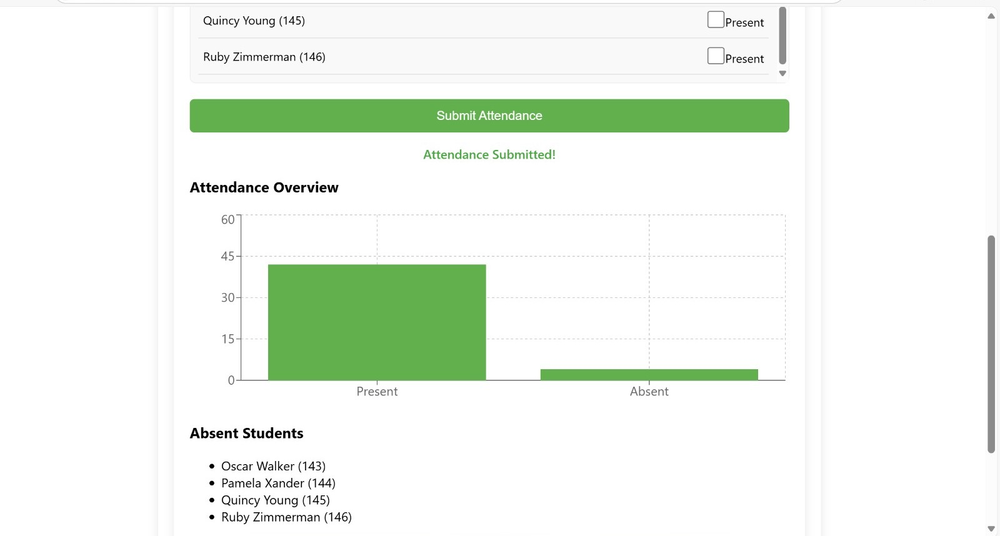 Quincy Young (145) Present
Ruby Zimmerman (146) Present
Submit Attendance
Attendance Submitted!
Attendance Overview
60
45
30
15
0
Present Absent
Absent Students
Oscar Walker (143)
Pamela Xander (144)
Quincy Young (145)
Ruby Zimmerman (146)